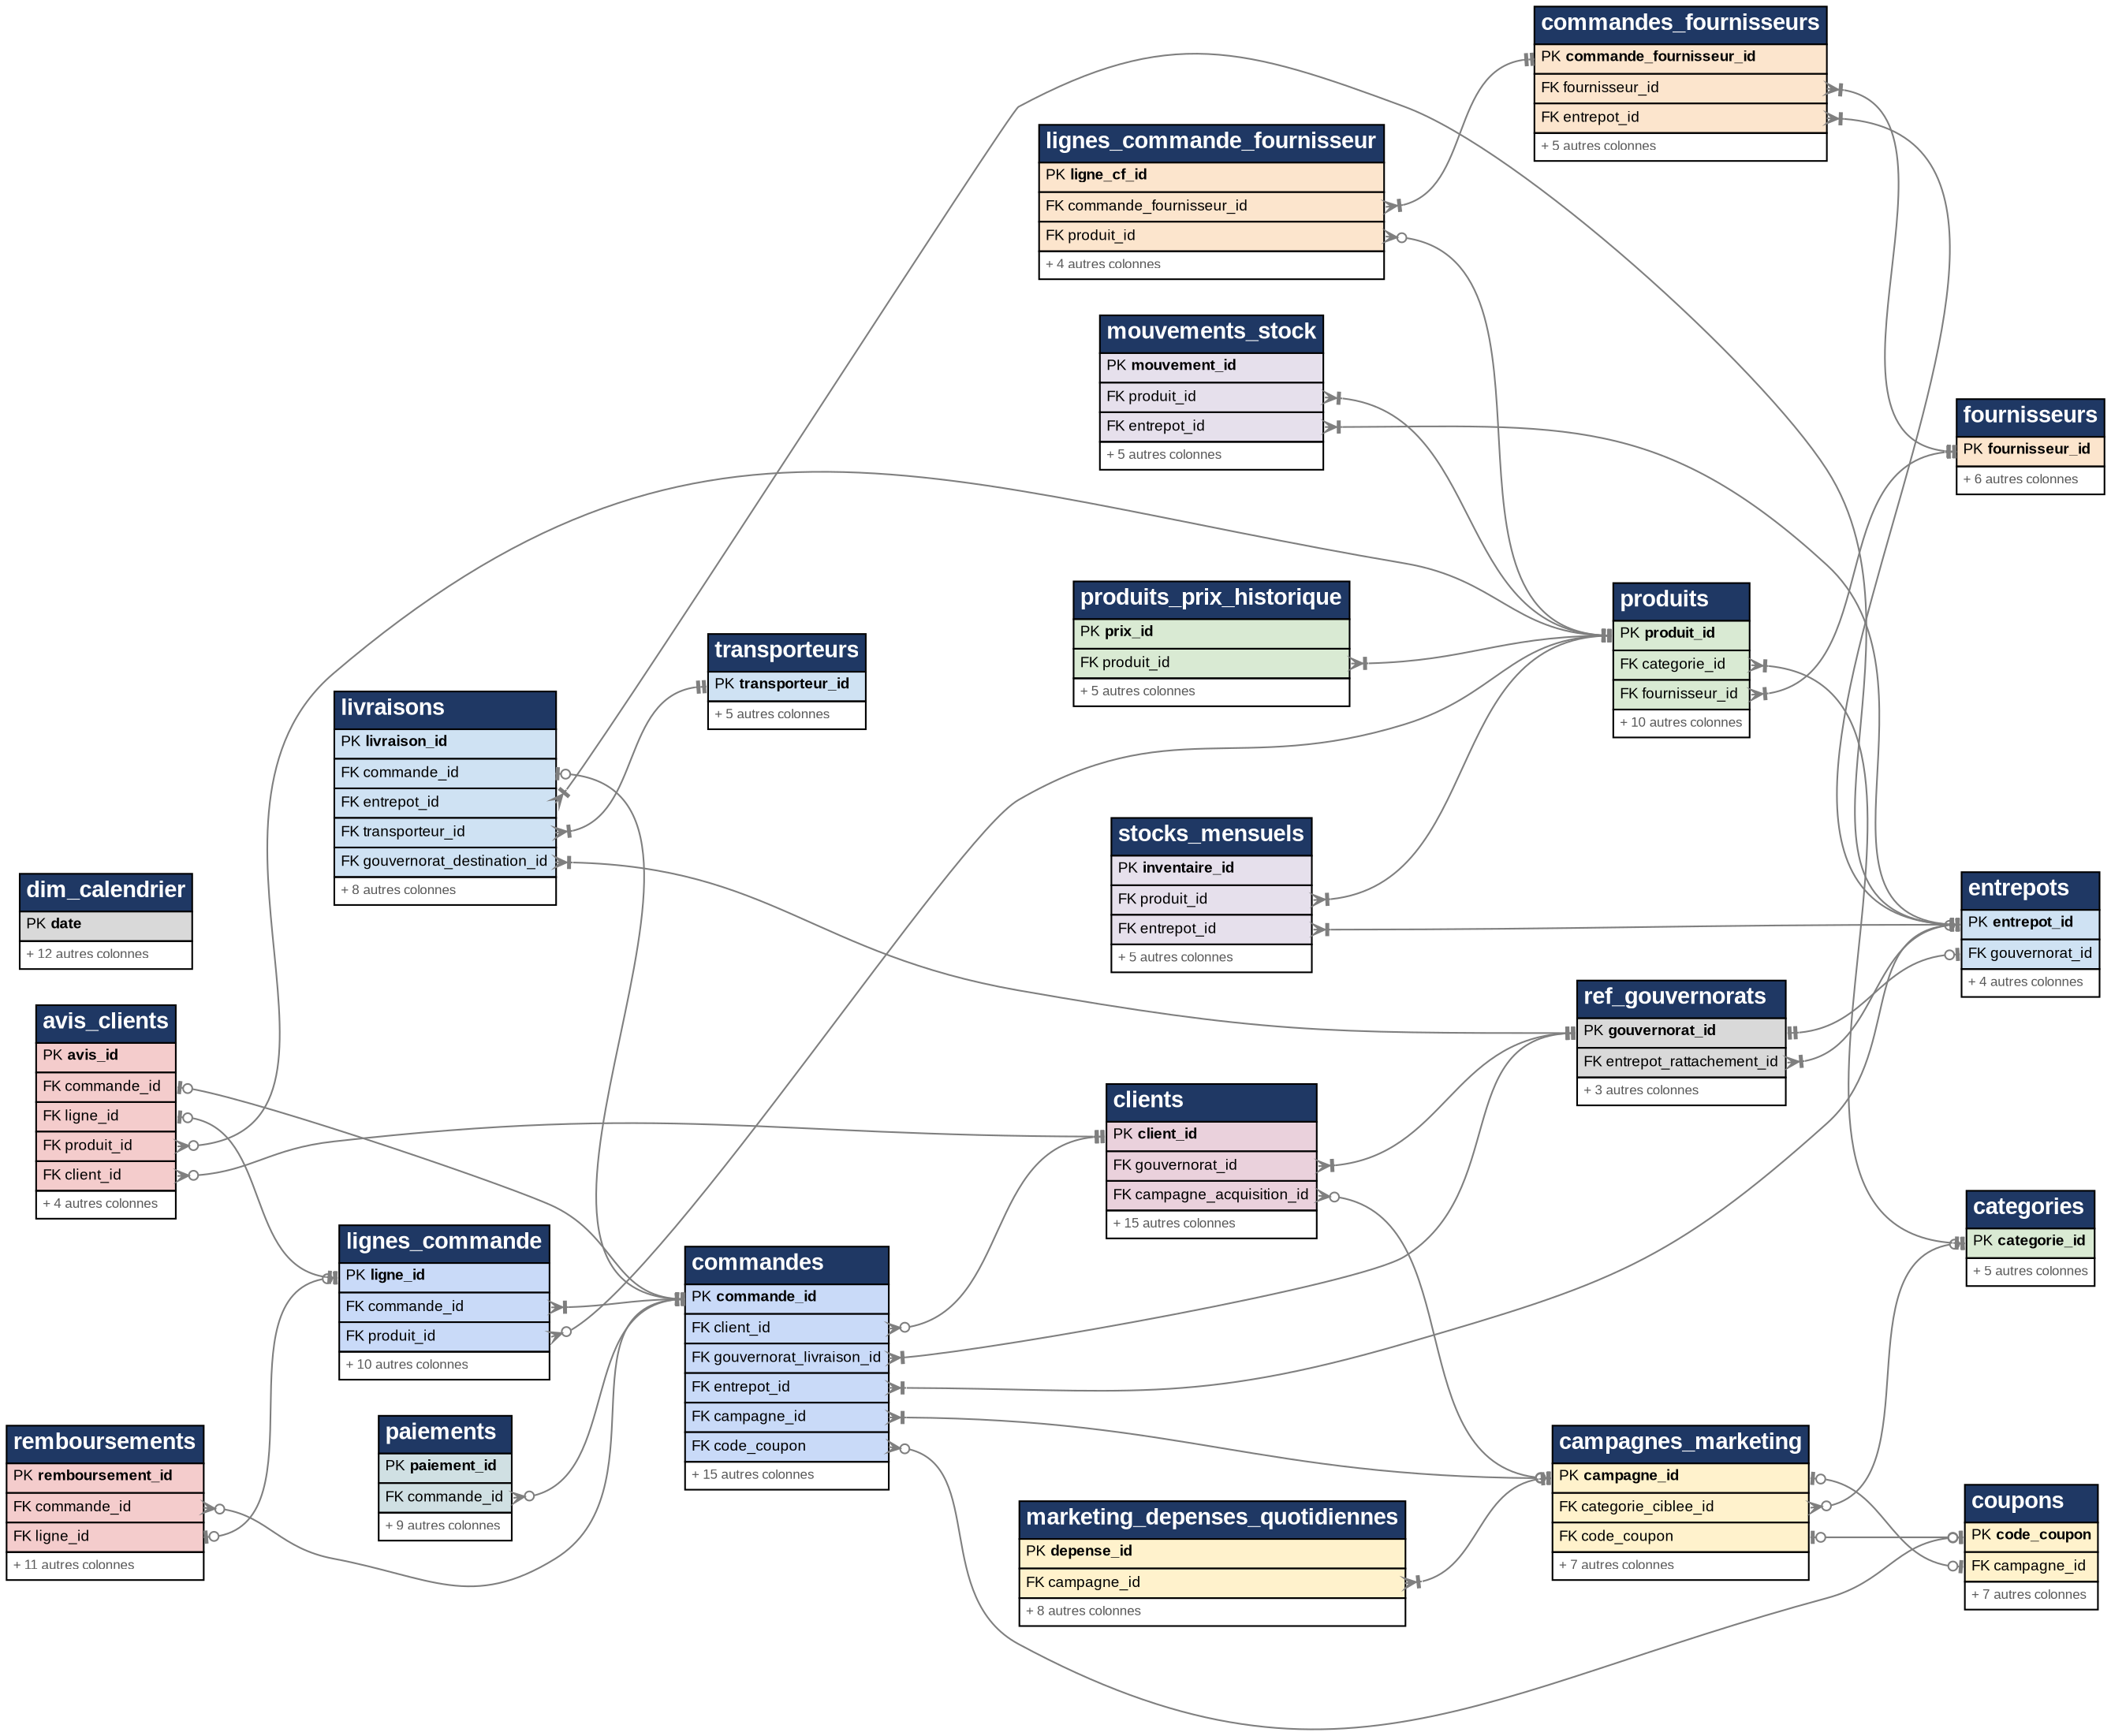 commandes_fournisseurs
PK commande_fournisseur_id
FK fournisseur_id
FK entrepot_id
+ 5 autres colonnes
lignes_commande_fournisseur
PK ligne_cf_id
FK commande_fournisseur_id
FK produit_id
+ 4 autres colonnes
mouvements_stock
PK mouvement_id
FK produit_id
FK entrepot_id
+ 5 autres colonnes
fournisseurs
PK fournisseur_id
+ 6 autres colonnes
produits_prix_historique
PK prix_id
FK produit_id
+ 5 autres colonnes
produits
PK produit_id
FK categorie_id
FK fournisseur_id
+ 10 autres colonnes
transporteurs
PK transporteur_id
+ 5 autres colonnes
livraisons
PK livraison_id
FK commande_id
FK entrepot_id
FK transporteur_id
FK gouvernorat_destination_id
+ 8 autres colonnes
stocks_mensuels
PK inventaire_id
FK produit_id
FK entrepot_id
+ 5 autres colonnes
dim_calendrier
PK date
+ 12 autres colonnes
entrepots
PK entrepot_id
FK gouvernorat_id
+ 4 autres colonnes
ref_gouvernorats
PK gouvernorat_id
FK entrepot_rattachement_id
+ 3 autres colonnes
avis_clients
PK avis_id
FK commande_id
FK ligne_id
FK produit_id
FK client_id
+ 4 autres colonnes
clients
PK client_id
FK gouvernorat_id
FK campagne_acquisition_id
+ 15 autres colonnes
categories
PK categorie_id
+ 5 autres colonnes
lignes_commande
PK ligne_id
FK commande_id
FK produit_id
+ 10 autres colonnes
commandes
PK commande_id
FK client_id
FK gouvernorat_livraison_id
FK entrepot_id
FK campagne_id
FK code_coupon
+ 15 autres colonnes
remboursements
PK remboursement_id
FK commande_id
FK ligne_id
+ 11 autres colonnes
paiements
PK paiement_id
FK commande_id
+ 9 autres colonnes
campagnes_marketing
PK campagne_id
FK categorie_ciblee_id
FK code_coupon
+ 7 autres colonnes
marketing_depenses_quotidiennes
PK depense_id
FK campagne_id
+ 8 autres colonnes
coupons
PK code_coupon
FK campagne_id
+ 7 autres colonnes